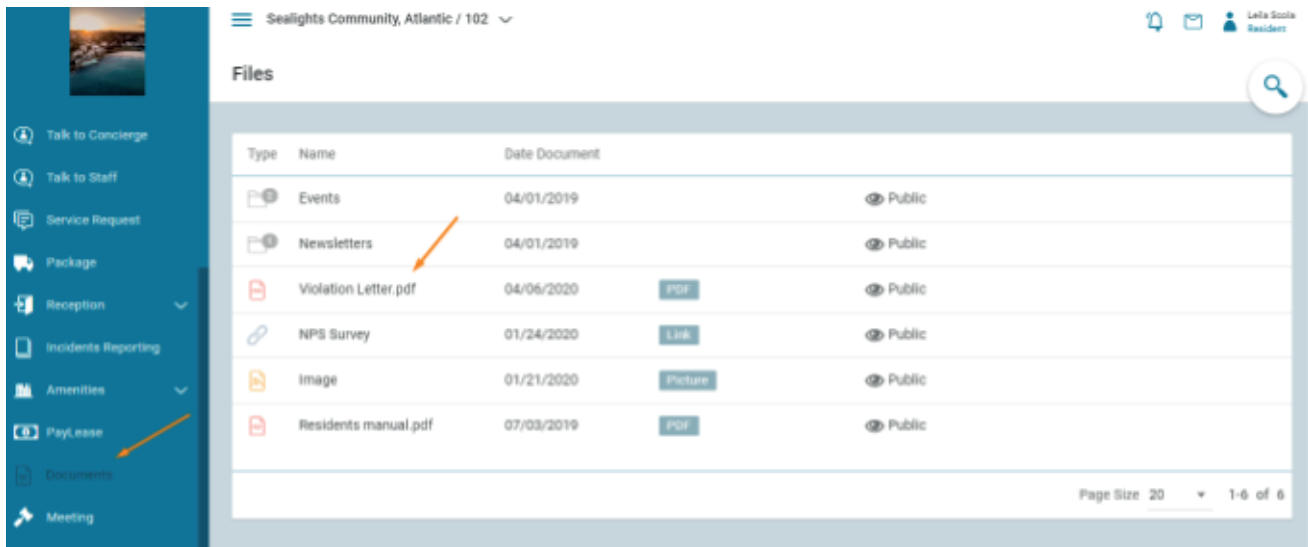 Sealights Community, Atlantic / 102
Leila Scola
Resident
Files
Talk to Concierge
Talk to Staff
Service Request
Package
Reception
Incidents Reporting
Amenities
PayLease
Documents
Meeting
Type Name Date Document
Events 04/01/2019 Public
Newsletters 04/01/2019 Public
Violation Letter.pdf 04/06/2020 PDF Public
NPS Survey 01/24/2020 Link Public
Image 01/21/2020 Picture Public
Residents manual.pdf 07/03/2019 PDF Public
Page Size 20 1-6 of 6